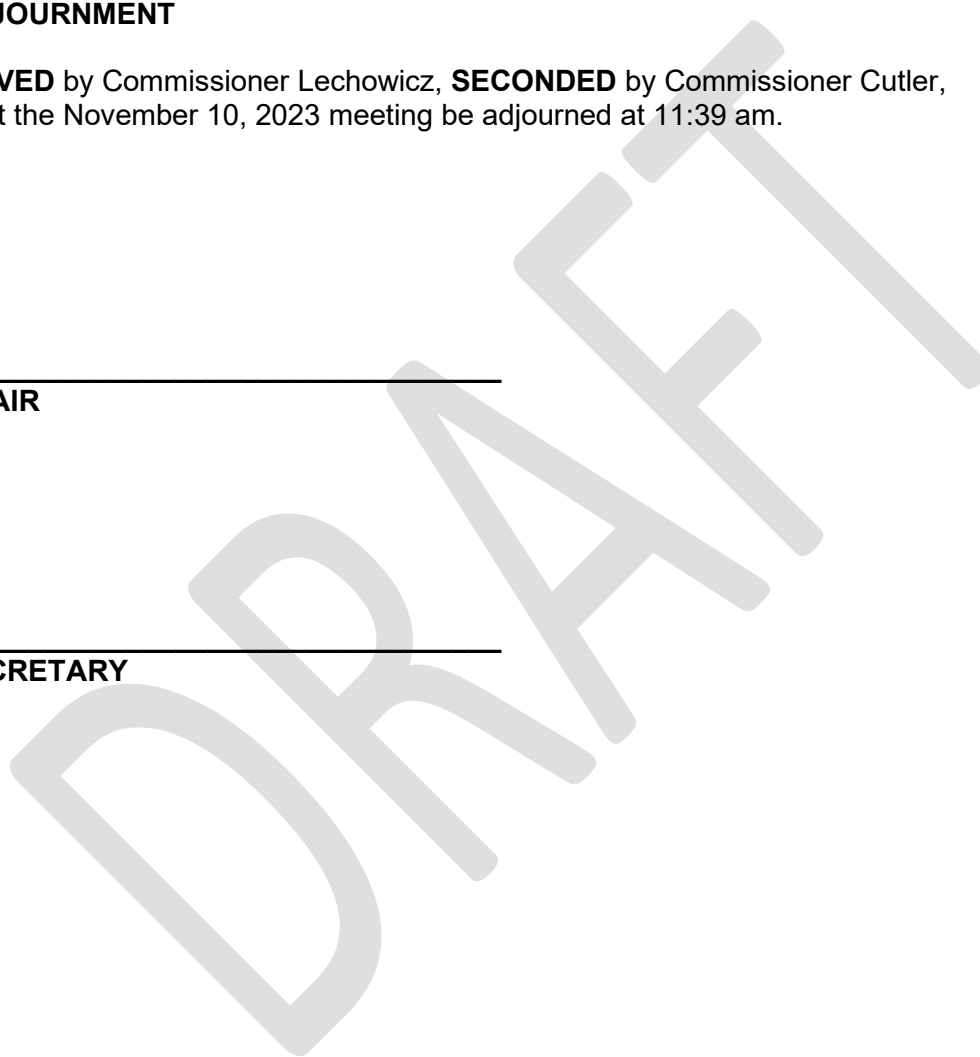 JOURNMENT
VED by Commissioner Lechowicz, SECONDED by Commissioner Cutler,
t the November 10, 2023 meeting be adjourned at 11:39 am.
AIR
CRETARY
DRAFT